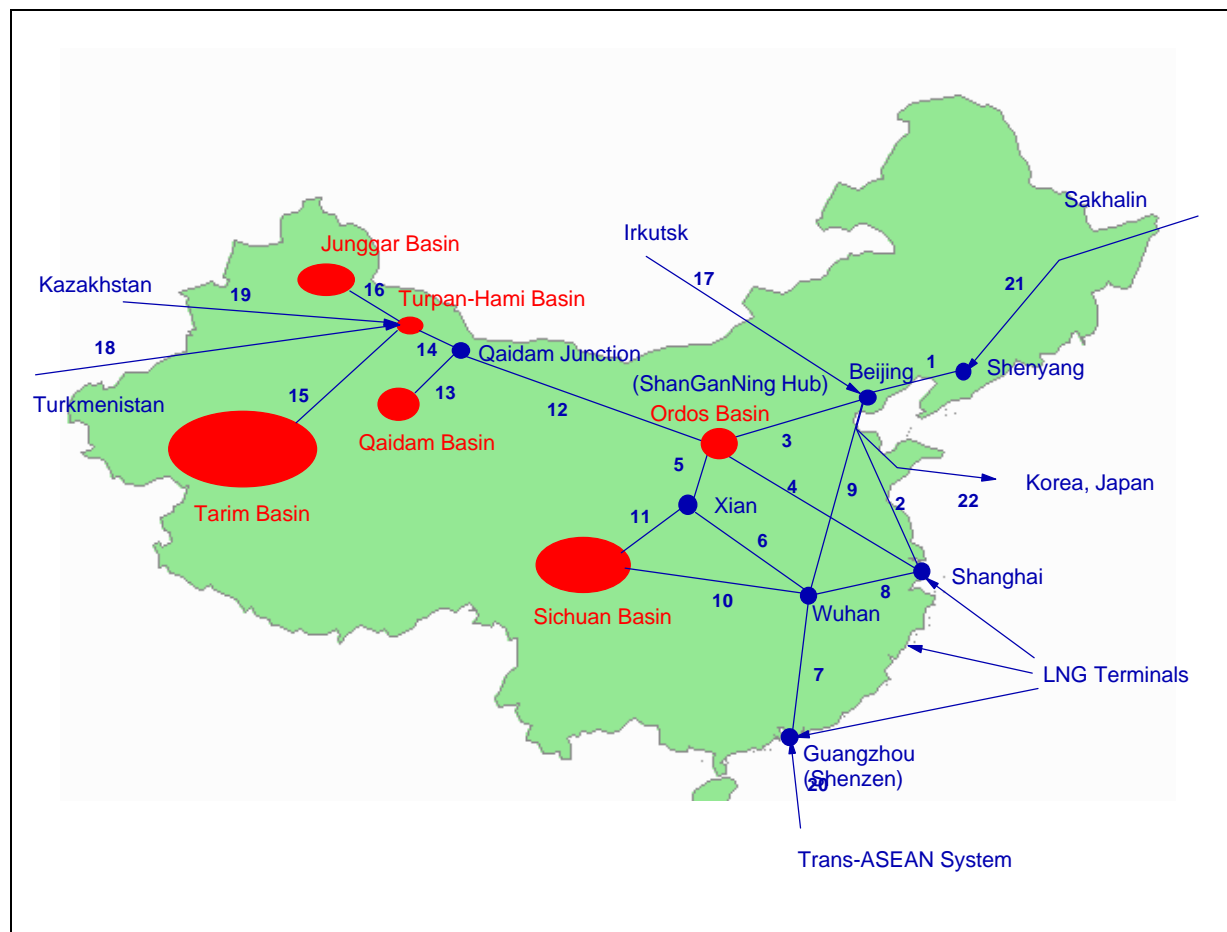 Sakhalin
Irkutsk
Junggar Basin
17
21
Kazakhstan
19
16
Turpan-Hami Basin
18
14
Qaidam Junction
1
Beijing
Shenyang
(ShanGanNing Hub)
Turkmenistan
15
13
12
Ordos Basin
Qaidam Basin
3
5
4
9
Korea, Japan
2
22
Tarim Basin
Xian
11
6
Shanghai
8
10
Sichuan Basin
Wuhan
7
LNG Terminals
Guangzhou
(Shenzen)
20
Trans-ASEAN System